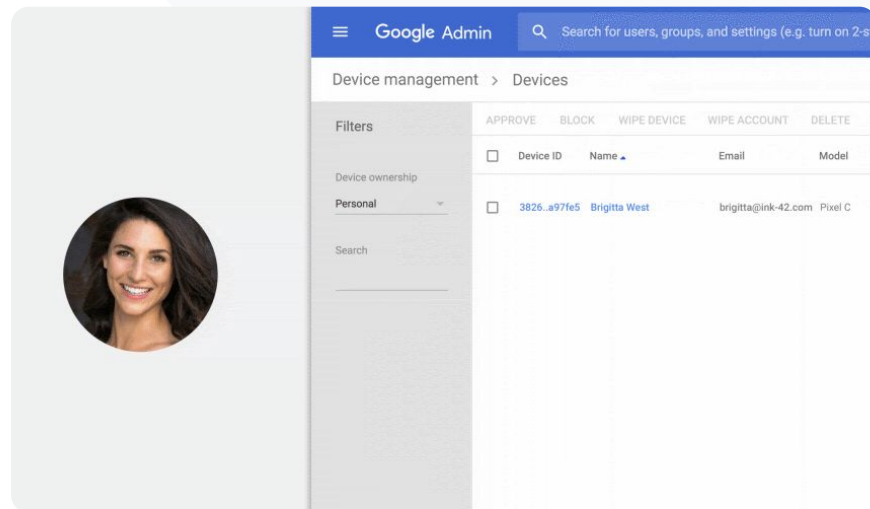 Google Admin
Search for users, groups, and settings (e.g. turn on 2-s
Device management > Devices
Filters
APPROVE BLOCK WIPE DEVICE WIPE ACCOUNT DELETE
Device ID Name Email Model
Device ownership
Personal
3826..a97fe5 Brigitta West brigitta@ink-42.com Pixel C
Search